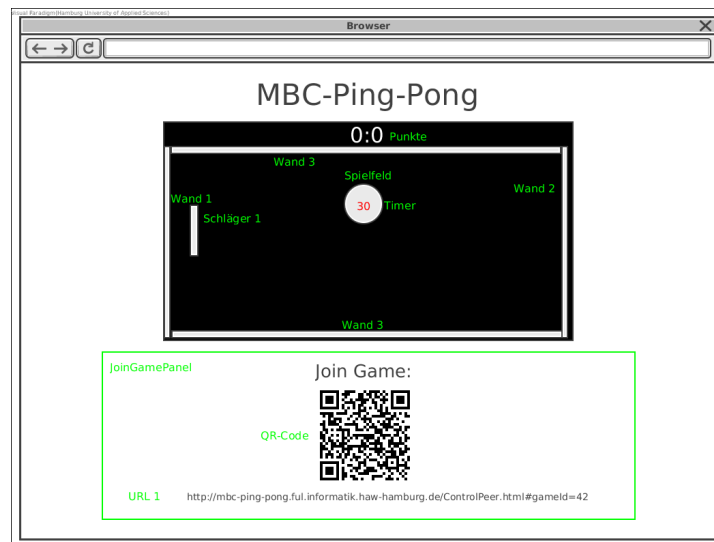 Visual Paradigm(Hamburg University of Applied Sciences)
Browser
MBC-Ping-Pong
0:0 Punkte
Wand 3
Spielfeld
Wand 2
Wand 1
30 Timer
Schläger 1
Wand 3
JoinGamePanel
Join Game:
QR-Code
URL 1 http://mbc-ping-pong.ful.informatik.haw-hamburg.de/ControlPeer.html#gameId=42